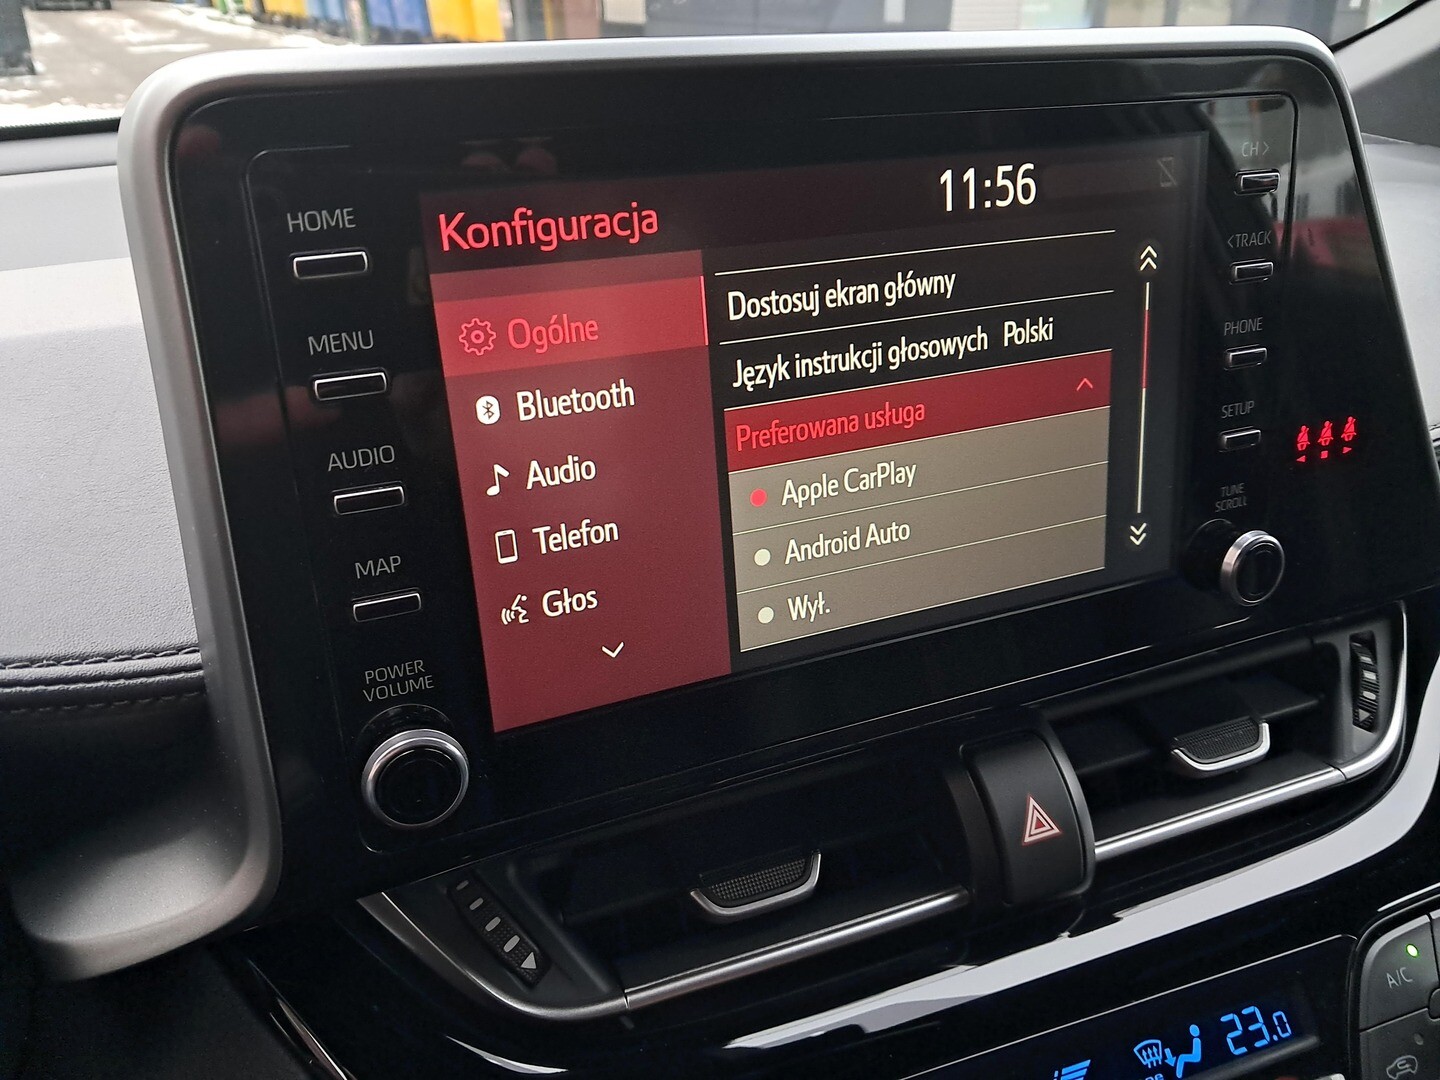 HOME
MENU
AUDIO
MAP
POWER
VOLUME
Konfiguracja
11:56
Ogólne
Bluetooth
Audio
Telefon
Głos
Dostosuj ekran główny
Język instrukcji głosowych Polski
Preferowana usługa
Apple CarPlay
Android Auto
Wył.
CH >
< TRACK
PHONE
SETUP
TUNE
SCROLL
A/C
23.0